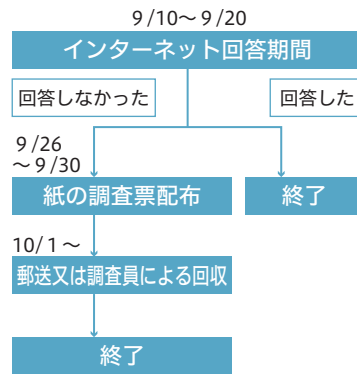 9/10～9/20
インターネット回答期間
回答しなかった
回答した
9/26
～9/30
紙の調査票配布
終了
10/1～
郵送又は調査員による回収
終了